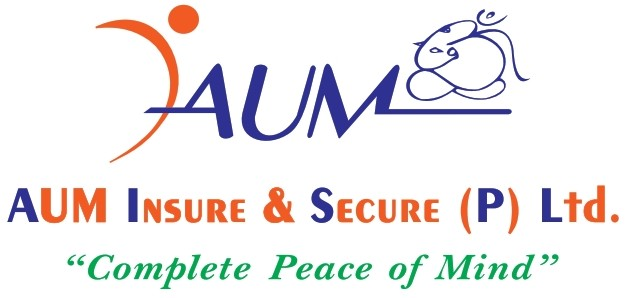 AUM
AUM INSURE & SECURE (P) Ltd.
“Complete Peace of Mind”